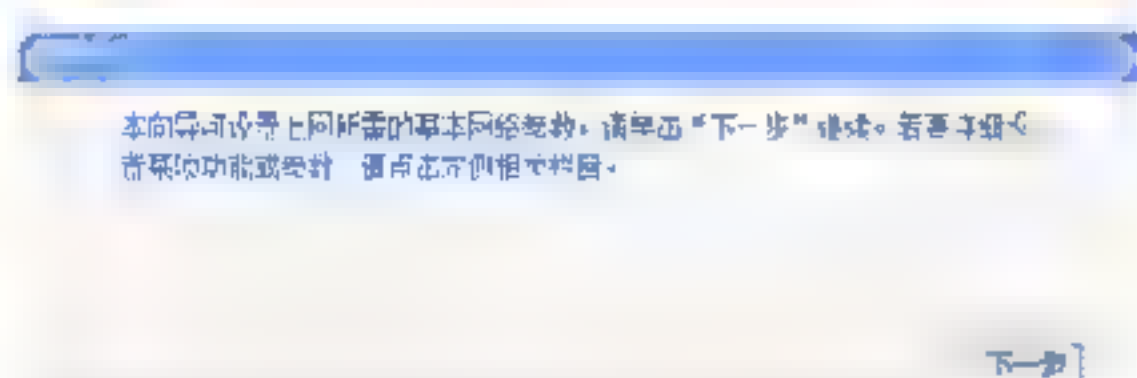 本向导可设置上网所需的基本网络参数，请单击“下一步”继续。若要详细设
置某项功能或参数，请点击左侧相关栏目。
下一步